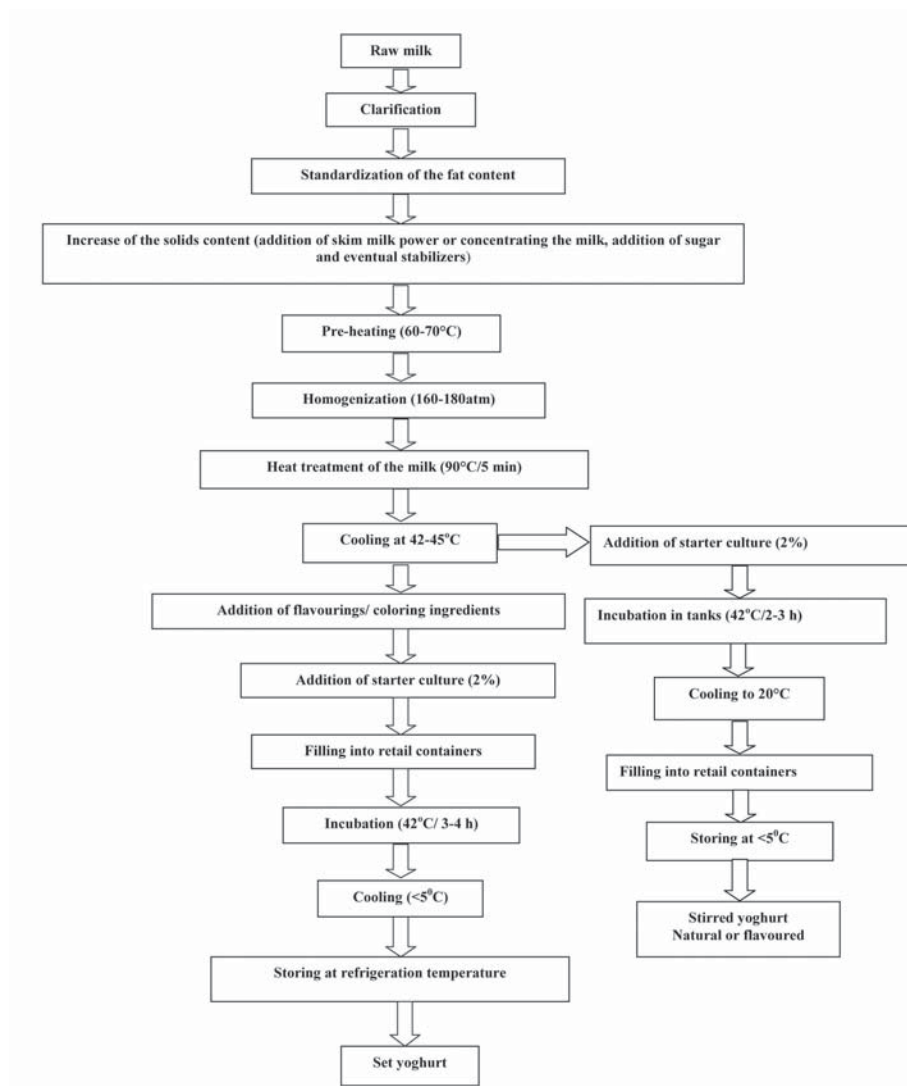 Raw milk
Clarification
Standardization of the fat content
Increase of the solids content (addition of skim milk power or concentrating the milk, addition of sugar
and eventual stabilizers)
Pre-heating (60-70°C)
Homogenization (160-180atm)
Heat treatment of the milk (90°C/5 min)
Cooling at 42-45°C
Addition of flavourings/ coloring ingredients
Addition of starter culture (2%)
Filling into retail containers
Incubation (42°C/ 3-4 h)
Cooling (<5⁰C)
Storing at refrigeration temperature
Set yoghurt
Addition of starter culture (2%)
Incubation in tanks (42°C/2-3 h)
Cooling to 20°C
Filling into retail containers
Storing at <5⁰C
Stirred yoghurt
Natural or flavoured